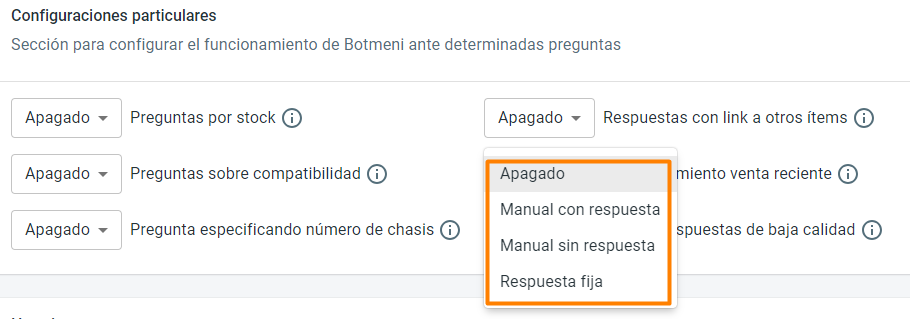 Configuraciones particulares
Sección para configurar el funcionamiento de Botmeni ante determinadas preguntas
Apagado Preguntas por stock
Apagado Respuestas con link a otros ítems
Apagado Preguntas sobre compatibilidad
Apagado
miento venta reciente
Manual con respuesta
Apagado Pregunta especificando número de chasis
Manual sin respuesta
spuestas de baja calidad
Respuesta fija